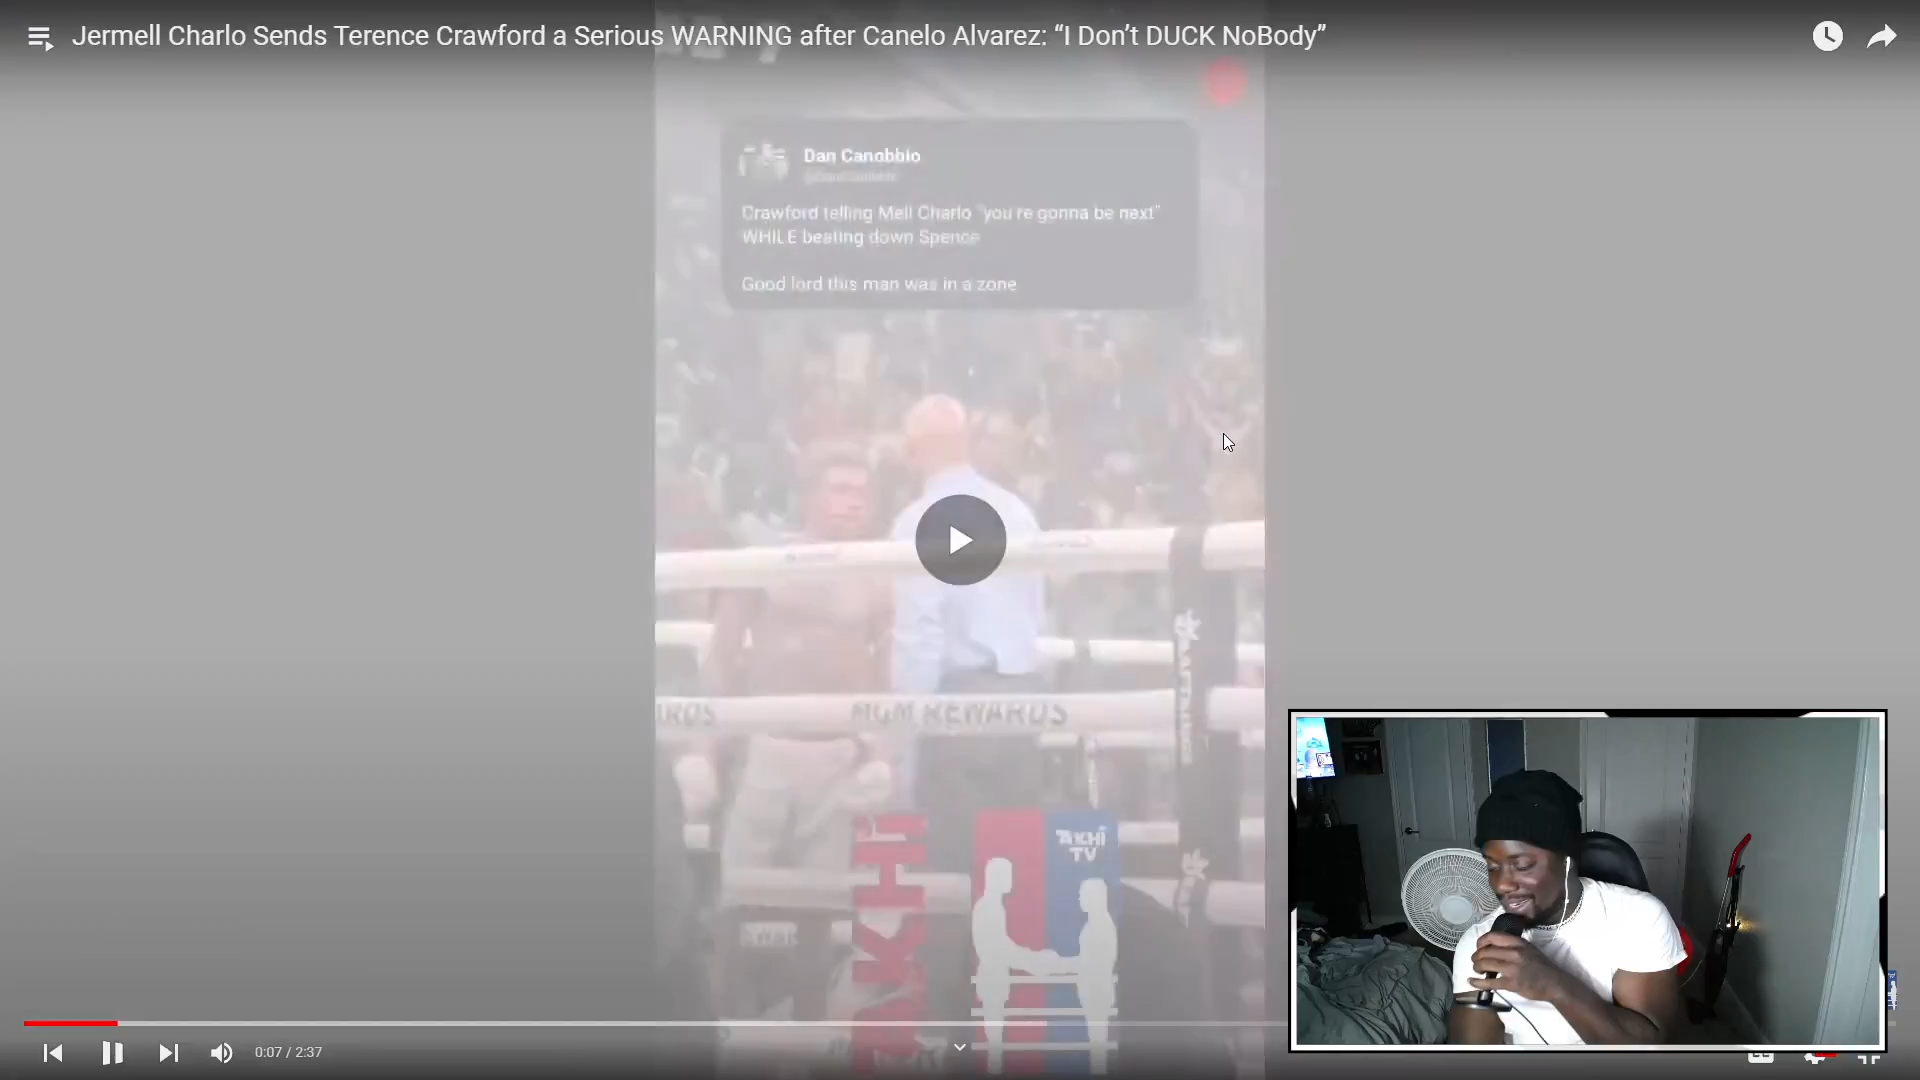 Jermell Charlo Sends Terence Crawford a Serious WARNING after Canelo Alvarez: “I Don’t DUCK NoBody”
Dan Canobbio
Crawford telling Mell Charlo "you're gonna be next"
WHILE beating down Spence
Good lord this man was in a zone
MGM REWARDS
AKHi
AKHi
TV
0:07 / 2:37